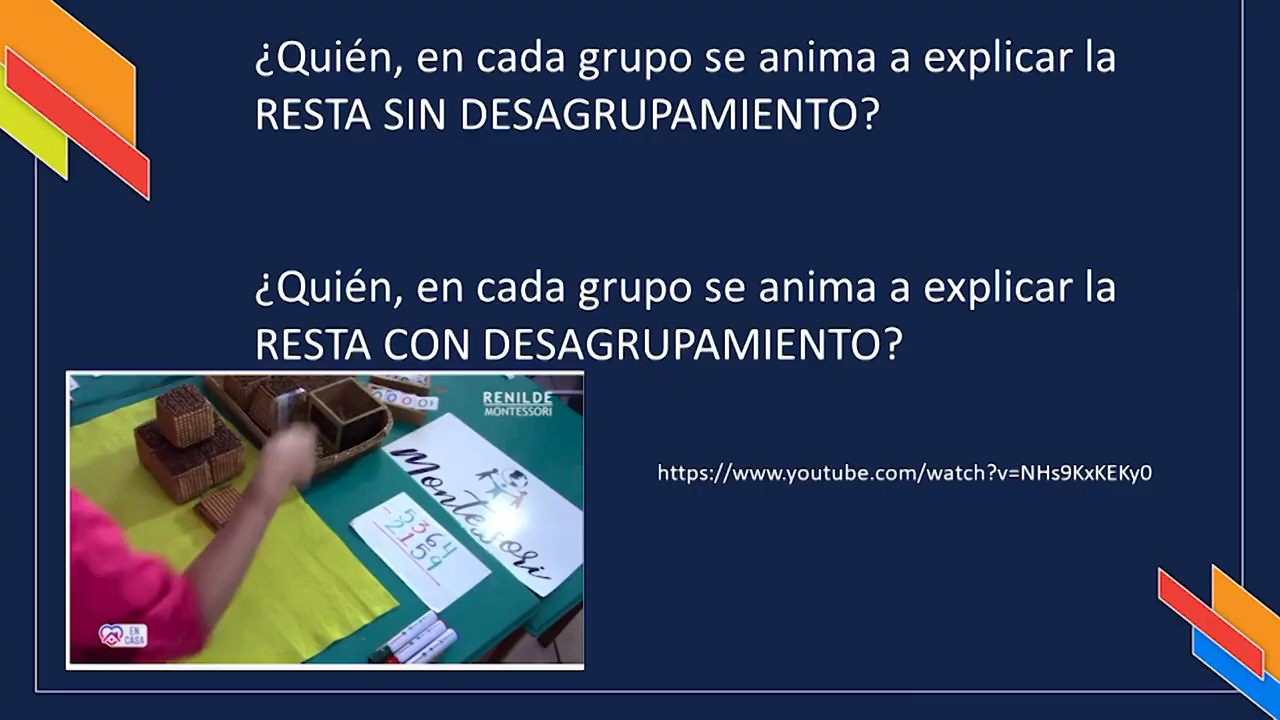 ¿Quién, en cada grupo se anima a explicar la
RESTA SIN DESAGRUPAMIENTO?
¿Quién, en cada grupo se anima a explicar la
RESTA CON DESAGRUPAMIENTO?
RENILDE
MONTESSORI
Montessori
- 5364
2159
EN
CASA
https://www.youtube.com/watch?v=NHs9KxKEKy0